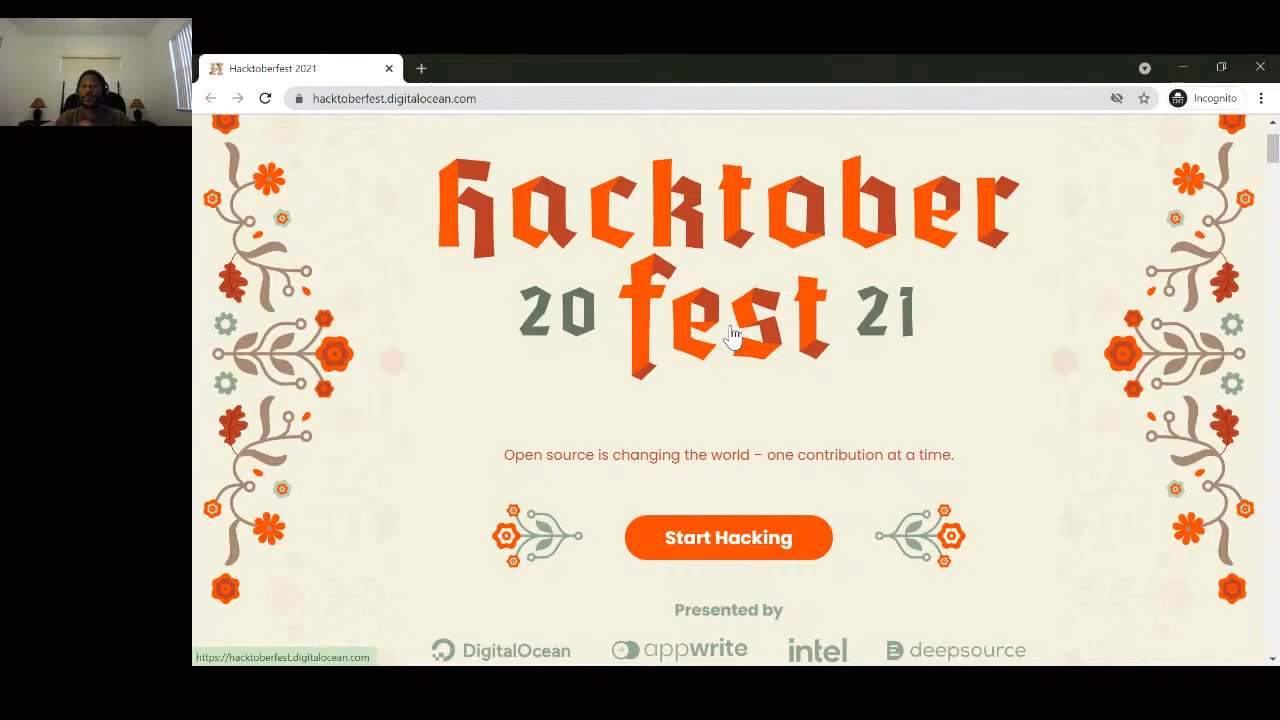 Hacktoberfest 2021
hacktoberfest.digitalocean.com
Incognito
hacktober
20 fest 21
Open source is changing the world – one contribution at a time.
Start Hacking
Presented by
DigitalOcean appwrite intel deepsource
https://hacktoberfest.digitalocean.com